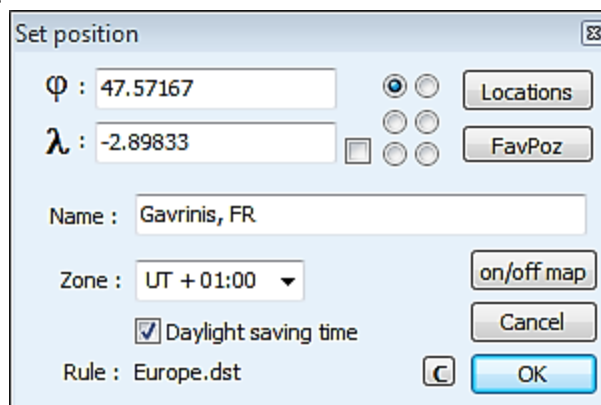 Set position
φ : 47.57167
Locations
λ : -2.89833
FavPoz
Name : Gavrinis, FR
Zone : UT + 01:00
on/off map
Daylight saving time
Cancel
Rule : Europe.dst
C
OK